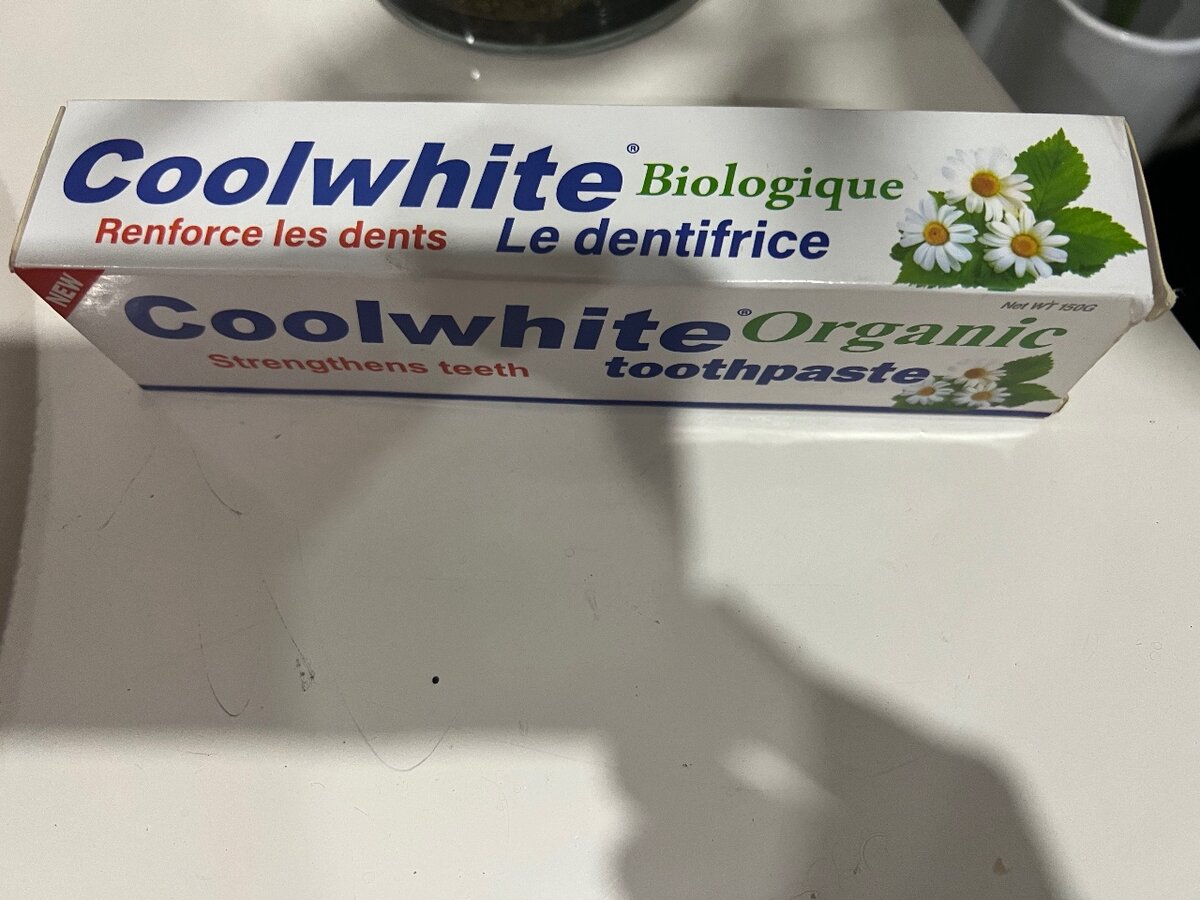 Coolwhite® Biologique
Renforce les dents Le dentifrice
NEW
Net WT 150G
Coolwhite® Organic
Strengthens teeth toothpaste